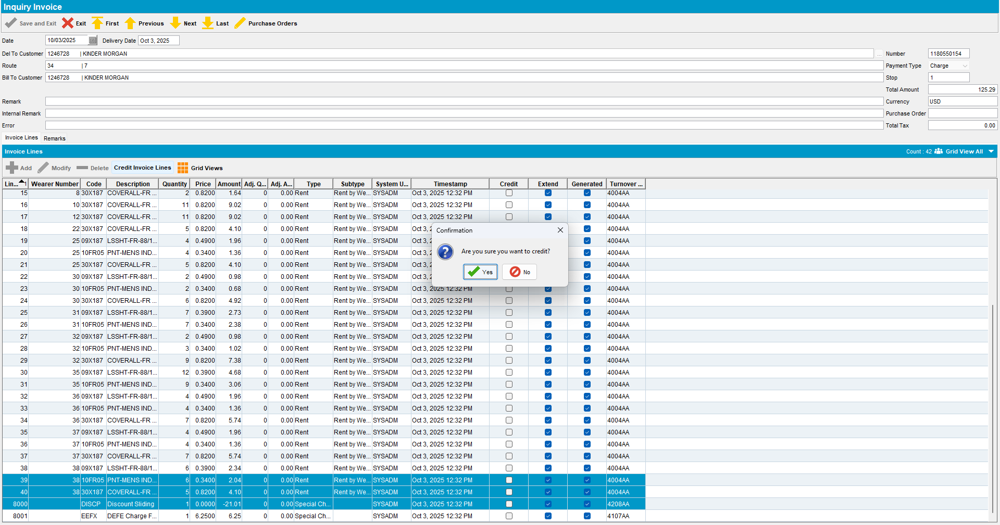 Inquiry Invoice
Save and Exit Exit First Previous Next Last Purchase Orders
Date 10/03/2025 Delivery Date Oct 3, 2025
Del To Customer 1246728 | KINDER MORGAN ... Number 1180550154
Route 34 | 7 Payment Type Charge
Bill To Customer 1246728 | KINDER MORGAN Stop 1
Total Amount 125.29
Remark Currency USD
Internal Remark Purchase Order
Error Total Tax 0.00
Invoice Lines Remarks
Invoice Lines Count : 42 Grid View All
Add Modify Delete Credit Invoice Lines Grid Views
Lin... 1 Wearer Number Code Description Quantity Price Amount Adj. Q... Adj. A... Type Subtype System U... Timestamp Credit Extend Generated Turnover ...
15 8 30X187 COVERALL-FR ... 2 0.8200 1.64 0 0.00 Rent Rent by We... SYSADM Oct 3, 2025 12:32 PM 4004AA
16 10 30X187 COVERALL-FR ... 11 0.8200 9.02 0 0.00 Rent Rent by We... SYSADM Oct 3, 2025 12:32 PM 4004AA
17 12 30X187 COVERALL-FR ... 11 0.8200 9.02 0 0.00 Rent Rent by We... SYSADM Oct 3, 2025 12:32 PM 4004AA
18 22 30X187 COVERALL-FR ... 5 0.8200 4.10 0 0.00 Rent Rent by We... SYSADM Oct 3, 4004AA
19 25 09X187 LSSHT-FR-88/1... 4 0.4900 1.96 0 0.00 Rent Rent by We... SYSADM Oct 3, 4004AA
20 25 10FR05 PNT-MENS IND... 4 0.3400 1.36 0 0.00 Rent Rent by We... SYSADM Oct 3, 4004AA
21 25 30X187 COVERALL-FR ... 5 0.8200 4.10 0 0.00 Rent Rent by We... SYSADM Oct 3, 4004AA
22 30 09X187 LSSHT-FR-88/1... 2 0.4900 0.98 0 0.00 Rent Rent by We... SYSADM Oct 3, 4004AA
23 30 10FR05 PNT-MENS IND... 2 0.3400 0.68 0 0.00 Rent Rent by We... SYSADM Oct 3, 2025 12:32 PM 4004AA
24 30 30X187 COVERALL-FR ... 6 0.8200 4.92 0 0.00 Rent Rent by We... SYSADM Oct 3, 2025 12:32 PM 4004AA
25 31 09X187 LSSHT-FR-88/1... 7 0.3900 2.73 0 0.00 Rent Rent by We... SYSADM Oct 3, 2025 12:32 PM 4004AA
26 31 10FR05 PNT-MENS IND... 7 0.3400 2.38 0 0.00 Rent Rent by We... SYSADM Oct 3, 2025 12:32 PM 4004AA
27 32 09X187 LSSHT-FR-88/1... 2 0.4900 0.98 0 0.00 Rent Rent by We... SYSADM Oct 3, 2025 12:32 PM 4004AA
28 32 10FR05 PNT-MENS IND... 3 0.3400 1.02 0 0.00 Rent Rent by We... SYSADM Oct 3, 2025 12:32 PM 4004AA
29 32 30X187 COVERALL-FR ... 9 0.8200 7.38 0 0.00 Rent Rent by We... SYSADM Oct 3, 2025 12:32 PM 4004AA
30 35 09X187 LSSHT-FR-88/1... 12 0.3900 4.68 0 0.00 Rent Rent by We... SYSADM Oct 3, 2025 12:32 PM 4004AA
31 35 10FR05 PNT-MENS IND... 9 0.3400 3.06 0 0.00 Rent Rent by We... SYSADM Oct 3, 2025 12:32 PM 4004AA
32 36 09X187 LSSHT-FR-88/1... 4 0.4900 1.96 0 0.00 Rent Rent by We... SYSADM Oct 3, 2025 12:32 PM 4004AA
33 36 10FR05 PNT-MENS IND... 4 0.3400 1.36 0 0.00 Rent Rent by We... SYSADM Oct 3, 2025 12:32 PM 4004AA
34 36 30X187 COVERALL-FR ... 7 0.8200 5.74 0 0.00 Rent Rent by We... SYSADM Oct 3, 2025 12:32 PM 4004AA
35 37 09X187 LSSHT-FR-88/1... 4 0.4900 1.96 0 0.00 Rent Rent by We... SYSADM Oct 3, 2025 12:32 PM 4004AA
36 37 10FR05 PNT-MENS IND... 4 0.3400 1.36 0 0.00 Rent Rent by We... SYSADM Oct 3, 2025 12:32 PM 4004AA
37 37 30X187 COVERALL-FR ... 7 0.8200 5.74 0 0.00 Rent Rent by We... SYSADM Oct 3, 2025 12:32 PM 4004AA
38 38 09X187 LSSHT-FR-88/1... 6 0.3900 2.34 0 0.00 Rent Rent by We... SYSADM Oct 3, 2025 12:32 PM 4004AA
39 38 10FR05 PNT-MENS IND... 6 0.3400 2.04 0 0.00 Rent Rent by We... SYSADM Oct 3, 2025 12:32 PM 4004AA
40 38 30X187 COVERALL-FR ... 5 0.8200 4.10 0 0.00 Rent Rent by We... SYSADM Oct 3, 2025 12:32 PM 4004AA
8000 DISCP Discount Sliding 1 0.0000 -21.01 0 0.00 Special Ch... SYSADM Oct 3, 2025 12:32 PM 4208AA
8001 EEFX DEFE Charge F... 1 6.2500 6.25 0 0.00 Special Ch... SYSADM Oct 3, 2025 12:32 PM 4107AA
Confirmation
Are you sure you want to credit?
Yes No